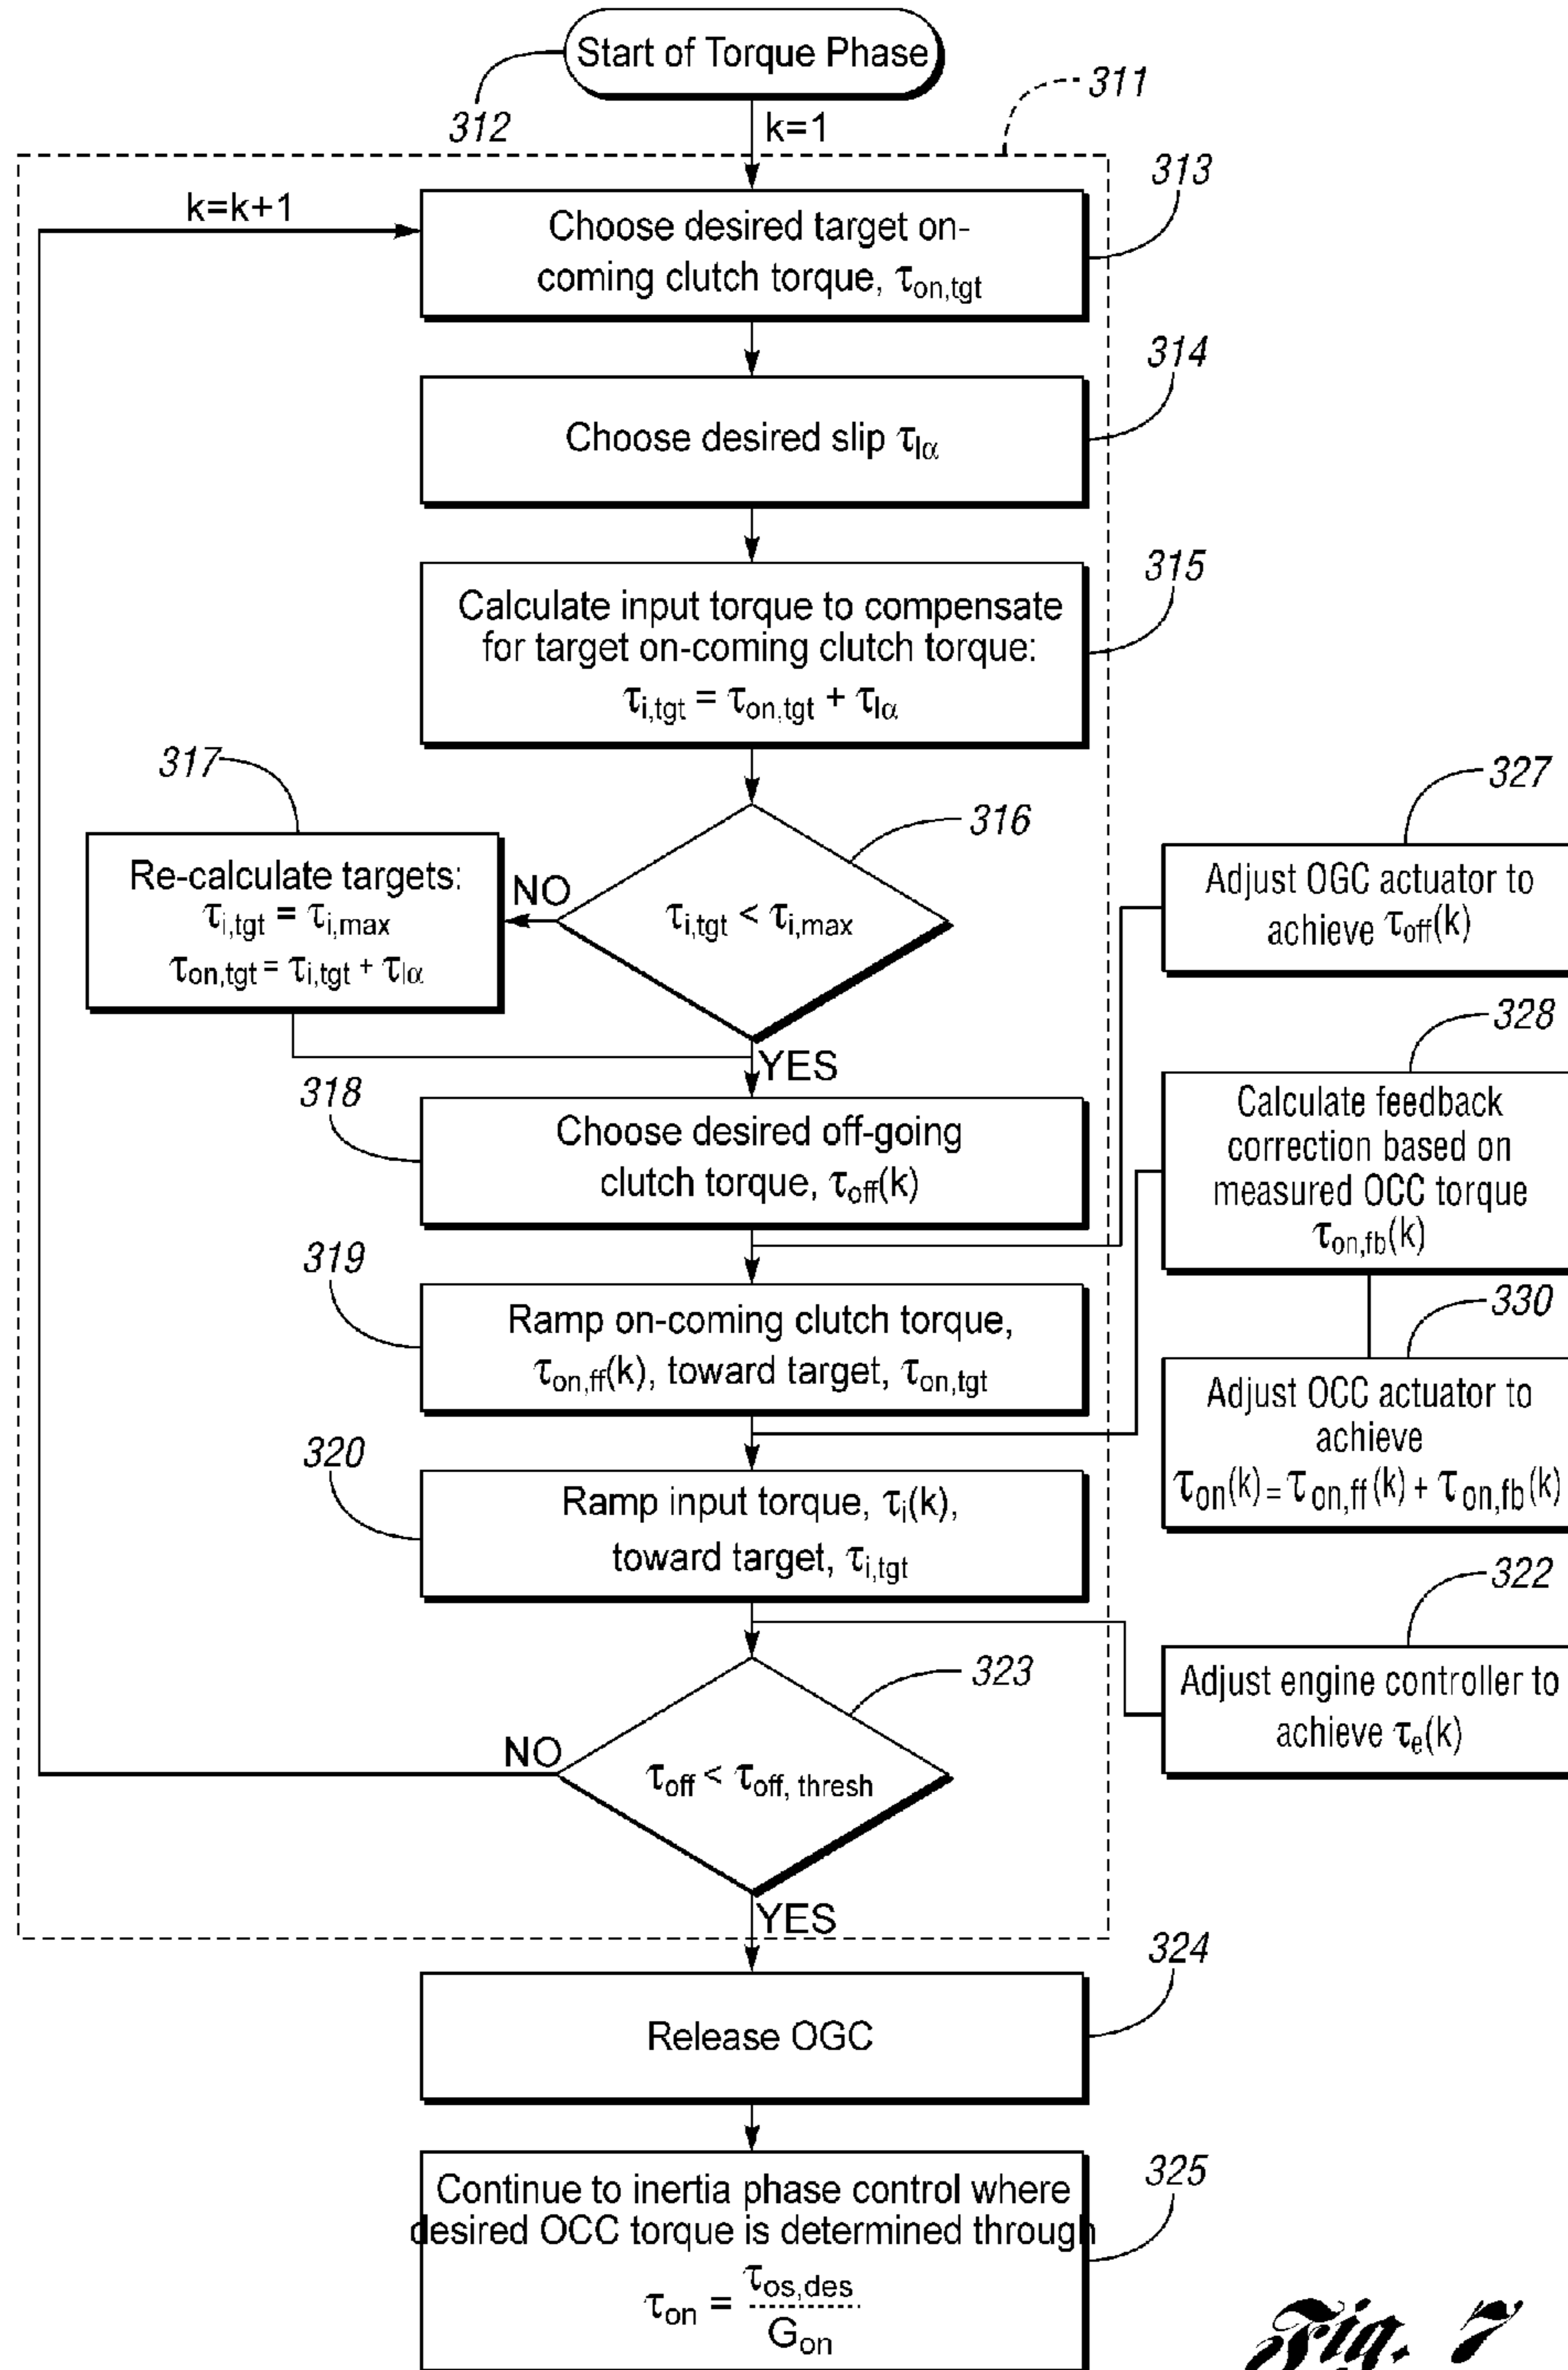 Start of Torque Phase
312
k=1
311
k=k+1
Choose desired target on-
coming clutch torque, τon,tgt
313
Choose desired slip τIα
314
Calculate input torque to compensate
for target on-coming clutch torque:
τi,tgt = τon,tgt + τIα
315
317
Re-calculate targets:
τi,tgt = τi,max
τon,tgt = τi,tgt + τIα
NO
τi,tgt < τi,max
316
YES
327
Adjust OGC actuator to
achieve τoff(k)
318
Choose desired off-going
clutch torque, τoff(k)
328
Calculate feedback
correction based on
measured OCC torque
τon,fb(k)
319
Ramp on-coming clutch torque,
τon,ff(k), toward target, τon,tgt
330
Adjust OCC actuator to
achieve
τon(k) = τon,ff(k) + τon,fb(k)
320
Ramp input torque, τi(k),
toward target, τi,tgt
322
Adjust engine controller to
achieve τe(k)
323
NO
τoff < τoff, thresh
YES
324
Release OGC
325
Continue to inertia phase control where
desired OCC torque is determined through
τon = τos,des
Gon
Fig. 7